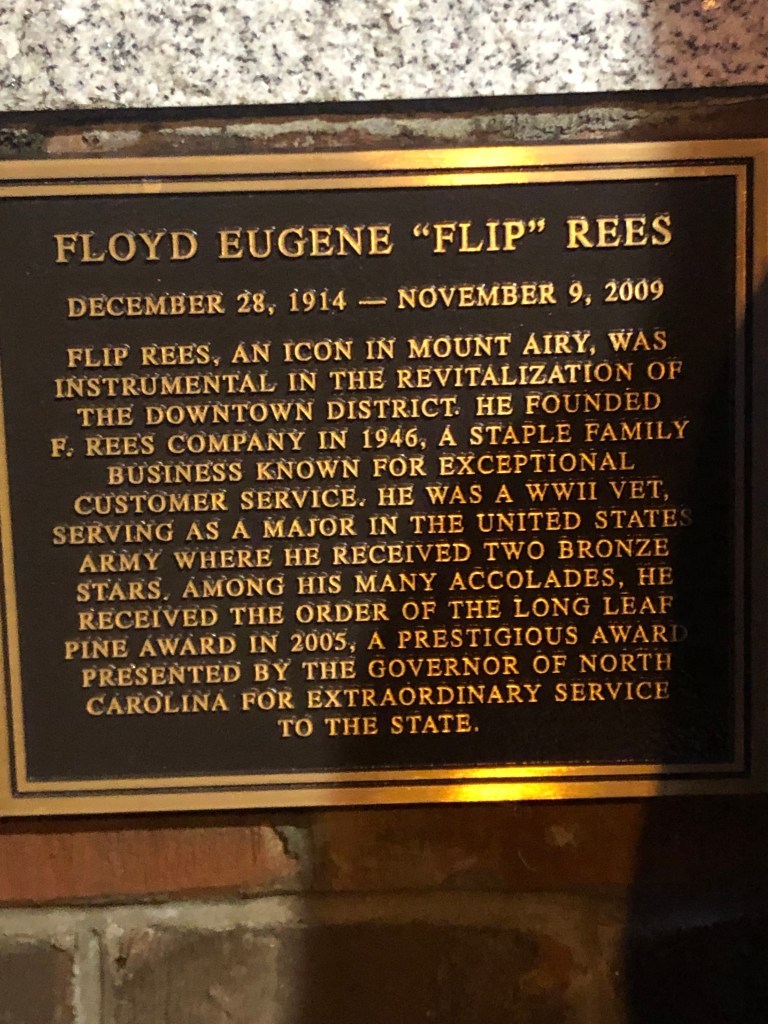 FLOYD EUGENE “FLIP” REES
DECEMBER 28, 1914 — NOVEMBER 9, 2009
FLIP REES, AN ICON IN MOUNT AIRY, WAS
INSTRUMENTAL IN THE REVITALIZATION OF
THE DOWNTOWN DISTRICT. HE FOUNDED
F. REES COMPANY IN 1946, A STAPLE FAMILY
BUSINESS KNOWN FOR EXCEPTIONAL
CUSTOMER SERVICE. HE WAS A WWII VET,
SERVING AS A MAJOR IN THE UNITED STATES
ARMY WHERE HE RECEIVED TWO BRONZE
STARS. AMONG HIS MANY ACCOLADES, HE
RECEIVED THE ORDER OF THE LONG LEAF
PINE AWARD IN 2005, A PRESTIGIOUS AWARD
PRESENTED BY THE GOVERNOR OF NORTH
CAROLINA FOR EXTRAORDINARY SERVICE
TO THE STATE.